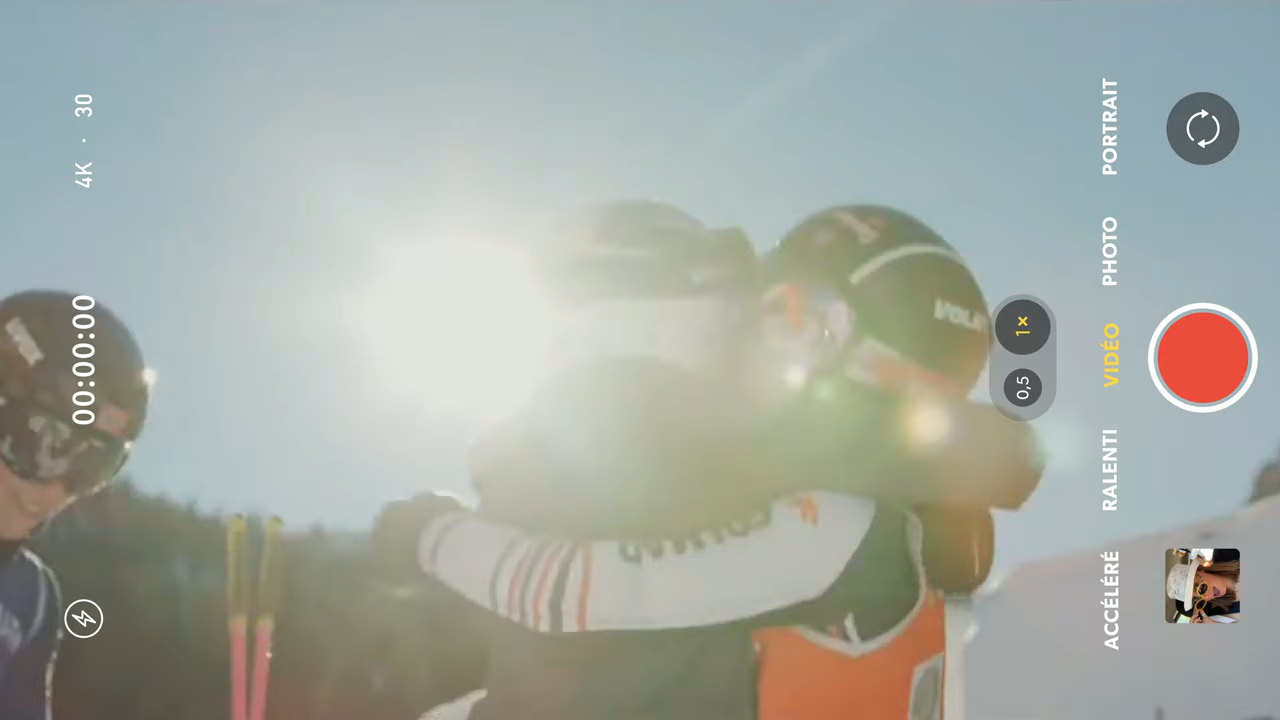 4K · 30
00:00:00
1×
0,5
PORTRAIT
PHOTO
VIDÉO
RALENTI
ACCÉLÉRÉ